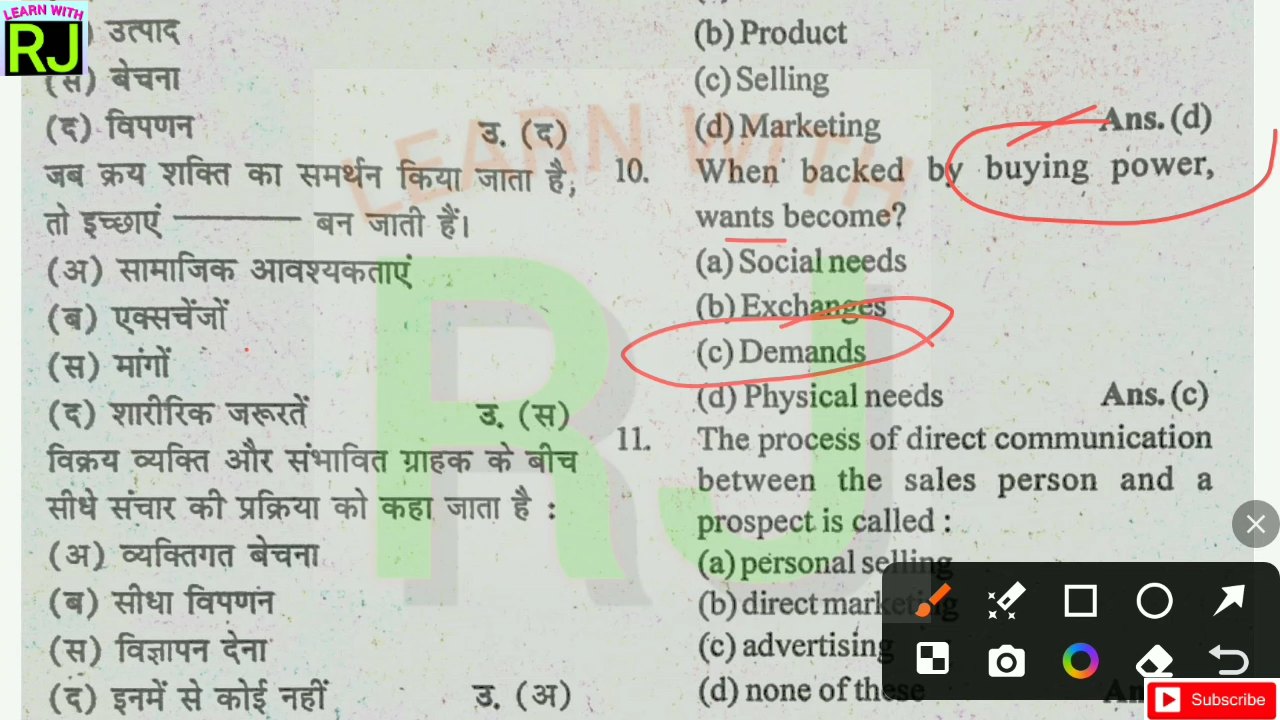 LEARN WITH
RJ
उत्पाद
(स) बेचना
(द) विपणन उ. (द)
जब क्रय शक्ति का समर्थन किया जाता है,
तो इच्छाएं ———— बन जाती हैं।
(अ) सामाजिक आवश्यकताएं
(ब) एक्सचेंजों
(स) मांगों
(द) शारीरिक जरूरतें उ. (स)
विक्रय व्यक्ति और संभावित ग्राहक के बीच
सीधे संचार की प्रक्रिया को कहा जाता है :
(अ) व्यक्तिगत बेचना
(ब) सीधा विपणन
(स) विज्ञापन देना
(द) इनमें से कोई नहीं उ. (अ)
(b) Product
(c) Selling
(d) Marketing Ans. (d)
10. When backed by buying power,
wants become?
(a) Social needs
(b) Exchanges
(c) Demands
(d) Physical needs Ans. (c)
11. The process of direct communication
between the sales person and a
prospect is called :
(a) personal selling
(b) direct marketing
(c) advertising
(d) none of these
LEARN WITH
RJ
Subscribe